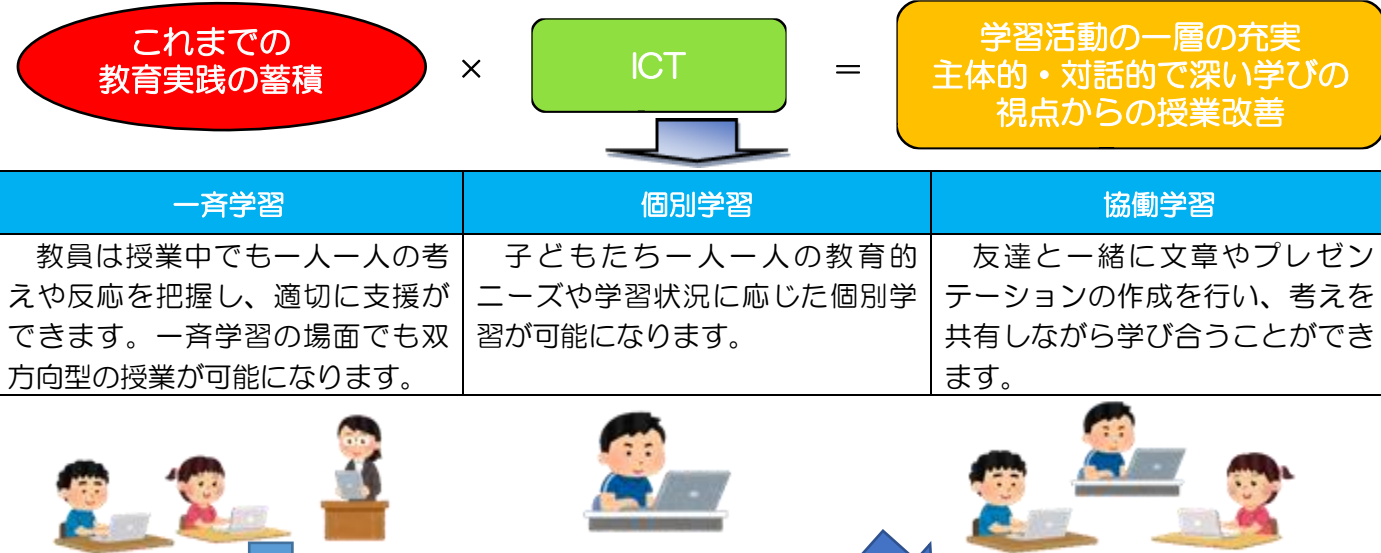 これまでの
教育実践の蓄積
×
ICT
＝
学習活動の一層の充実
主体的・対話的で深い学びの
視点からの授業改善
一斉学習
個別学習
協働学習
教員は授業中でも一人一人の考
えや反応を把握し、適切に支援が
できます。一斉学習の場面でも双
方向型の授業が可能になります。
子どもたち一人一人の教育的
ニーズや学習状況に応じた個別学
習が可能になります。
友達と一緒に文章やプレゼン
テーションの作成を行い、考えを
共有しながら学び合うことができ
ます。